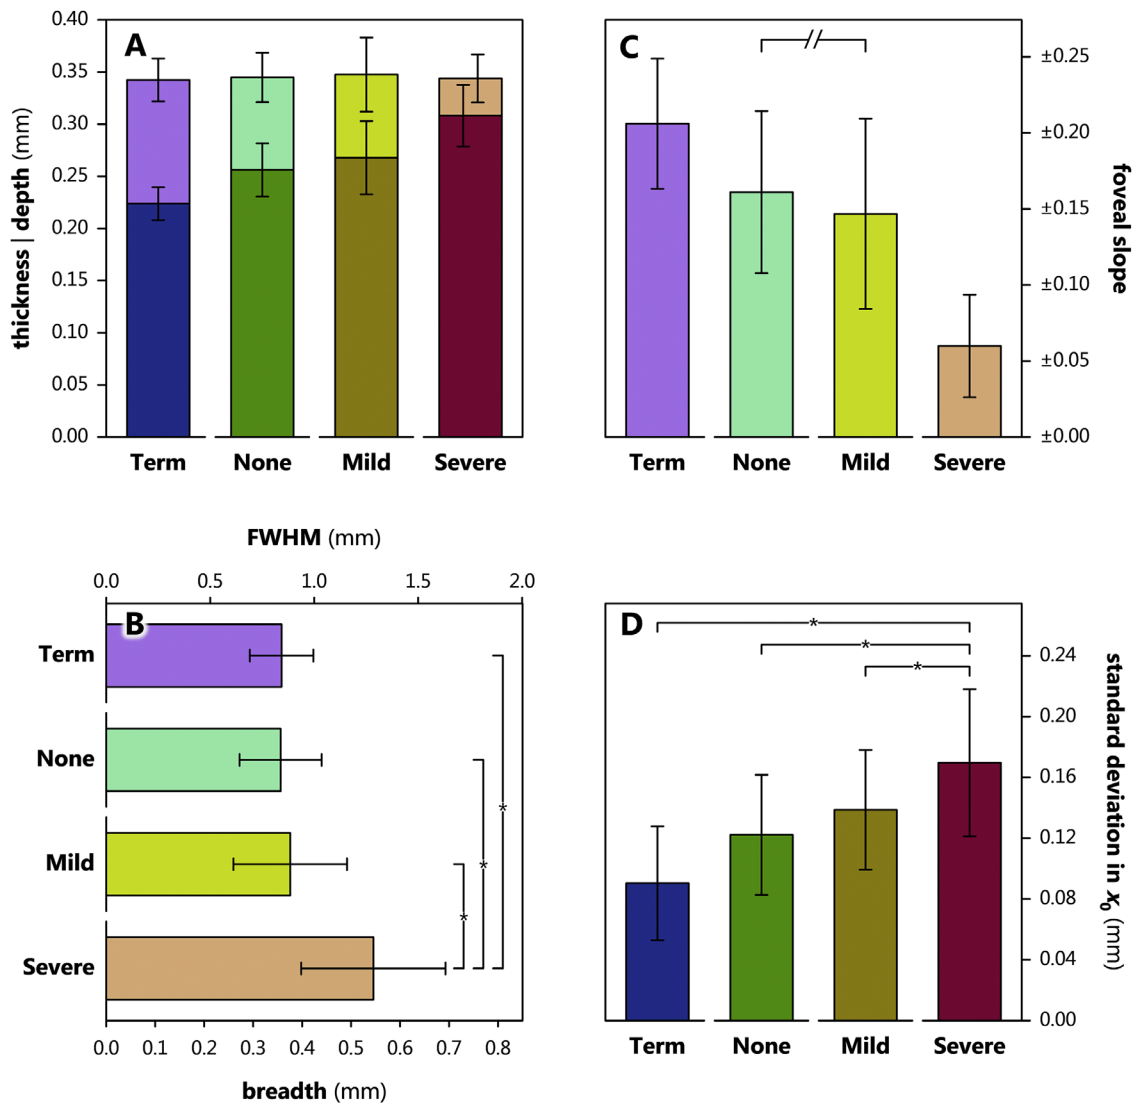 A
0.40
0.35
0.30
0.25
0.20
0.15
0.10
0.05
0.00
thickness | depth (mm)
Term None Mild Severe
C
±0.25
±0.20
±0.15
±0.10
±0.05
±0.00
foveal slope
Term None Mild Severe
FWHM (mm)
0.0 0.5 1.0 1.5 2.0
B
Term
None
Mild
Severe
*
*
*
0.0 0.1 0.2 0.3 0.4 0.5 0.6 0.7 0.8
breadth (mm)
D
*
*
*
0.24
0.20
0.16
0.12
0.08
0.04
0.00
standard deviation in x0 (mm)
Term None Mild Severe